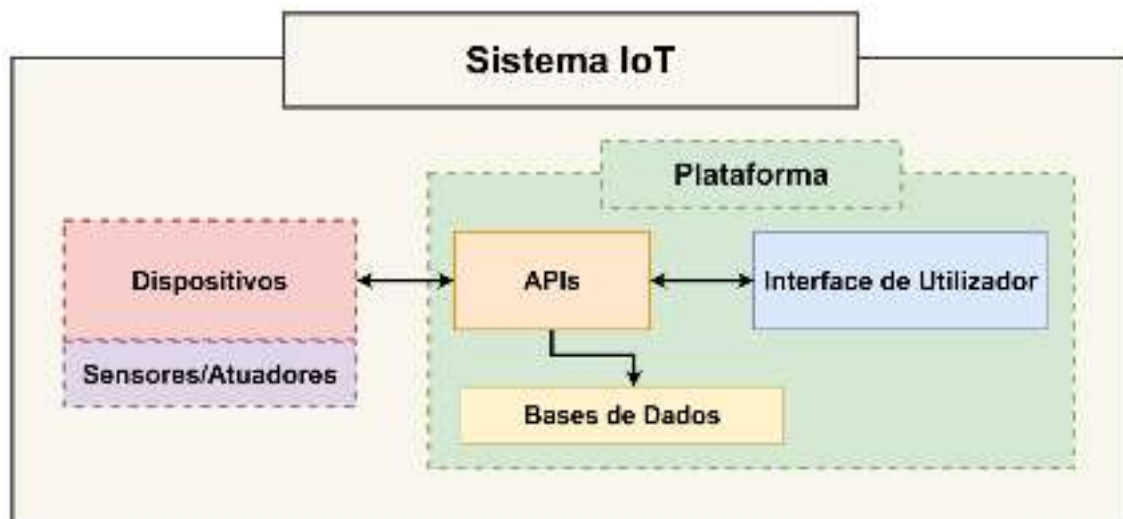 Sistema IoT
Plataforma
Dispositivos
APIs
Interface de Utilizador
Sensores/Atuadores
Bases de Dados